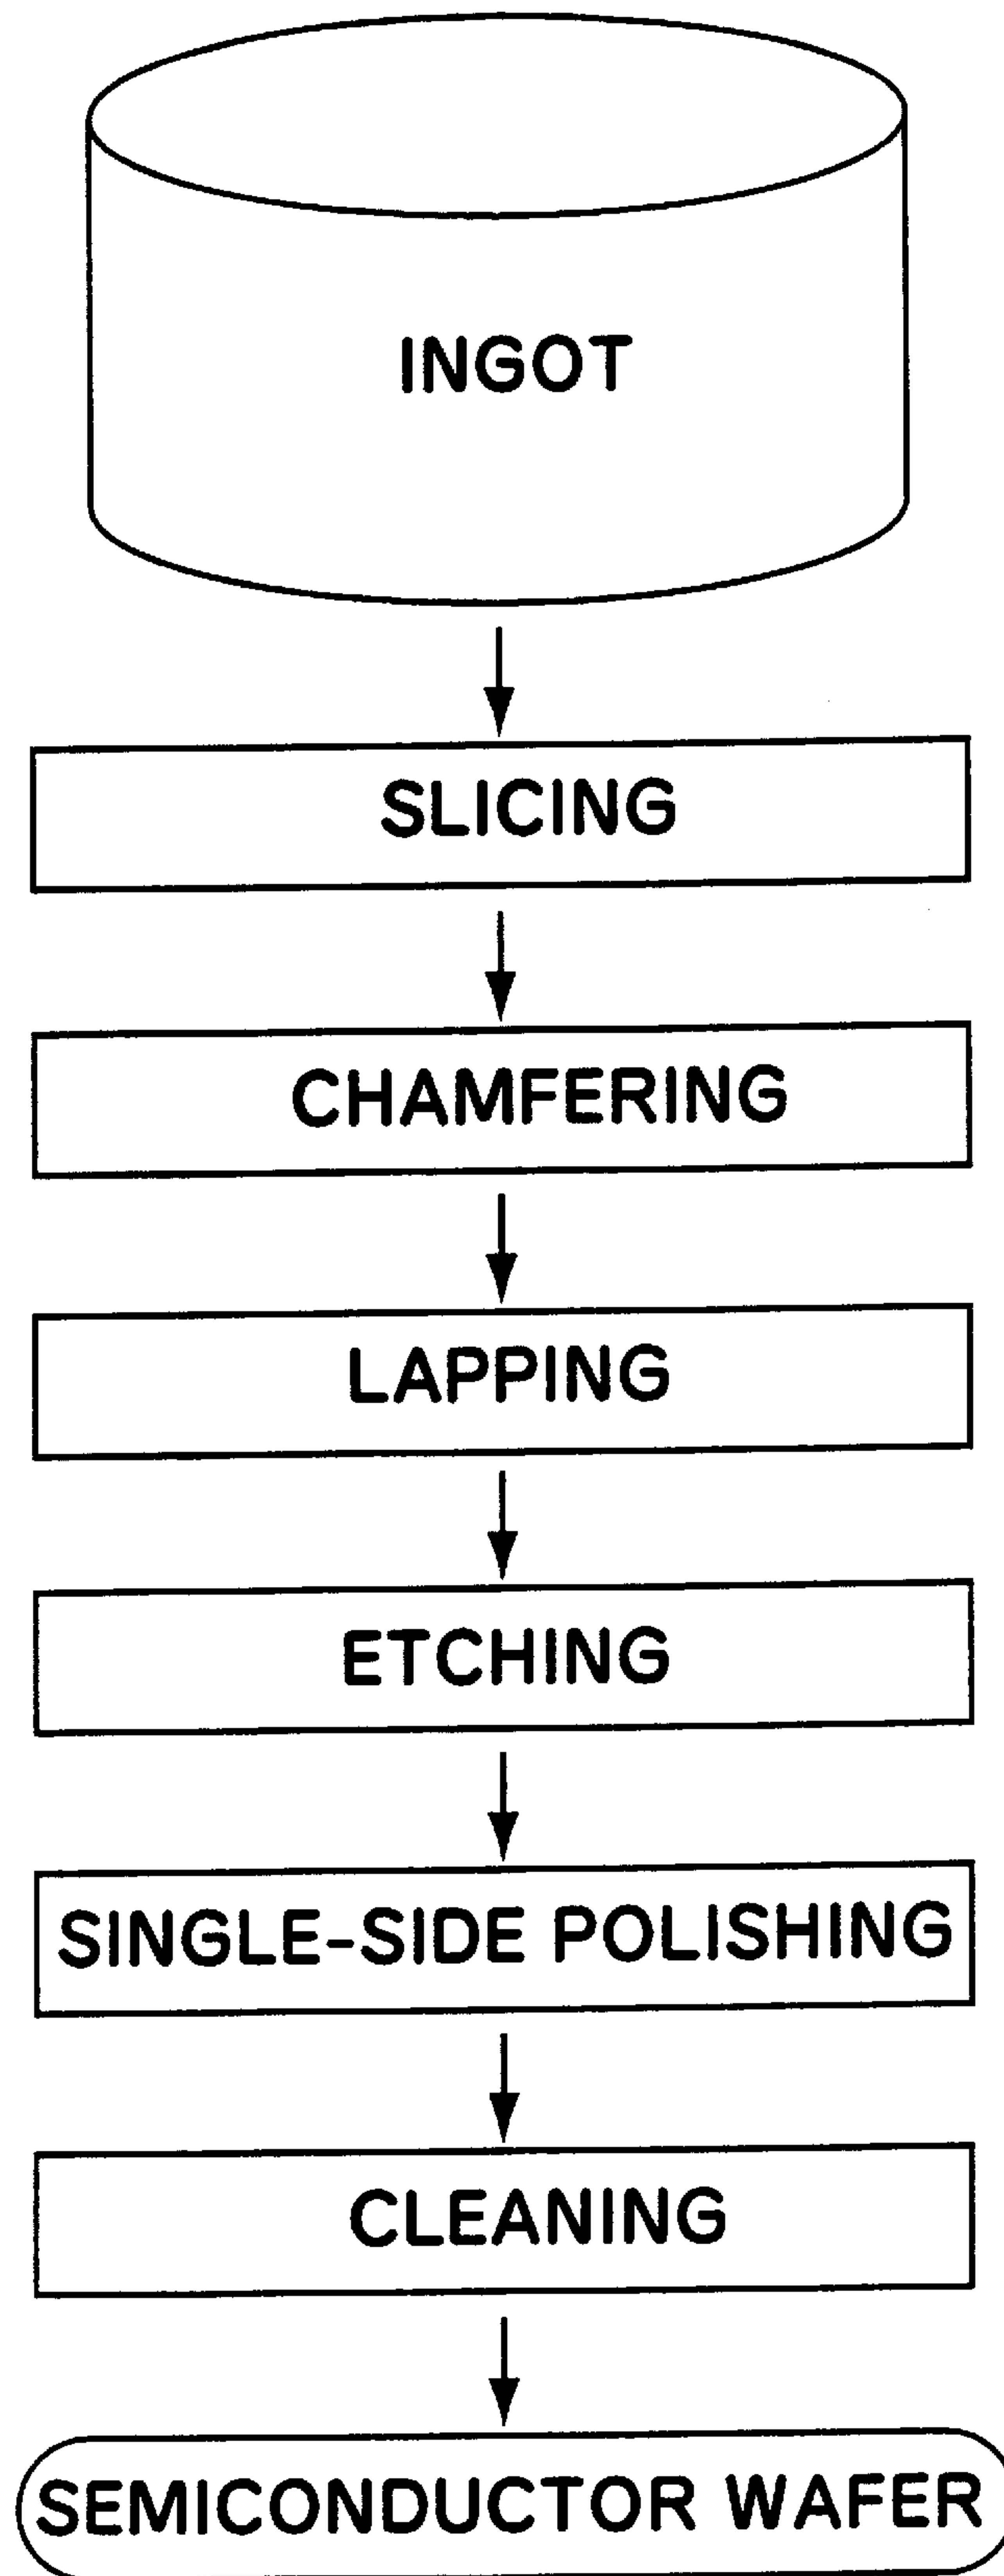 INGOT
SLICING
CHAMFERING
LAPPING
ETCHING
SINGLE-SIDE POLISHING
CLEANING
SEMICONDUCTOR WAFER